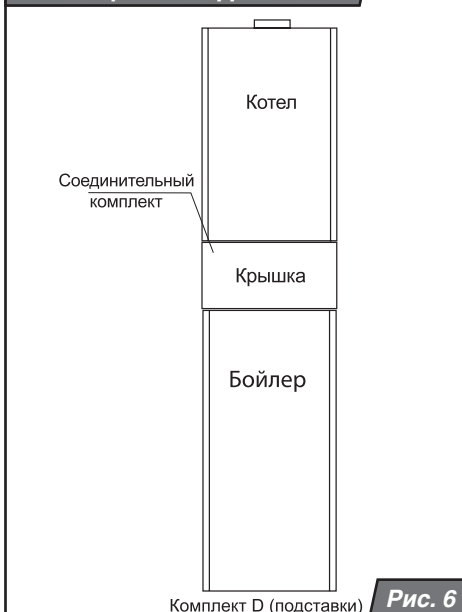 Котел
Соединительный
комплект
Крышка
Бойлер
Комплект D (подставки)
Рис. 6